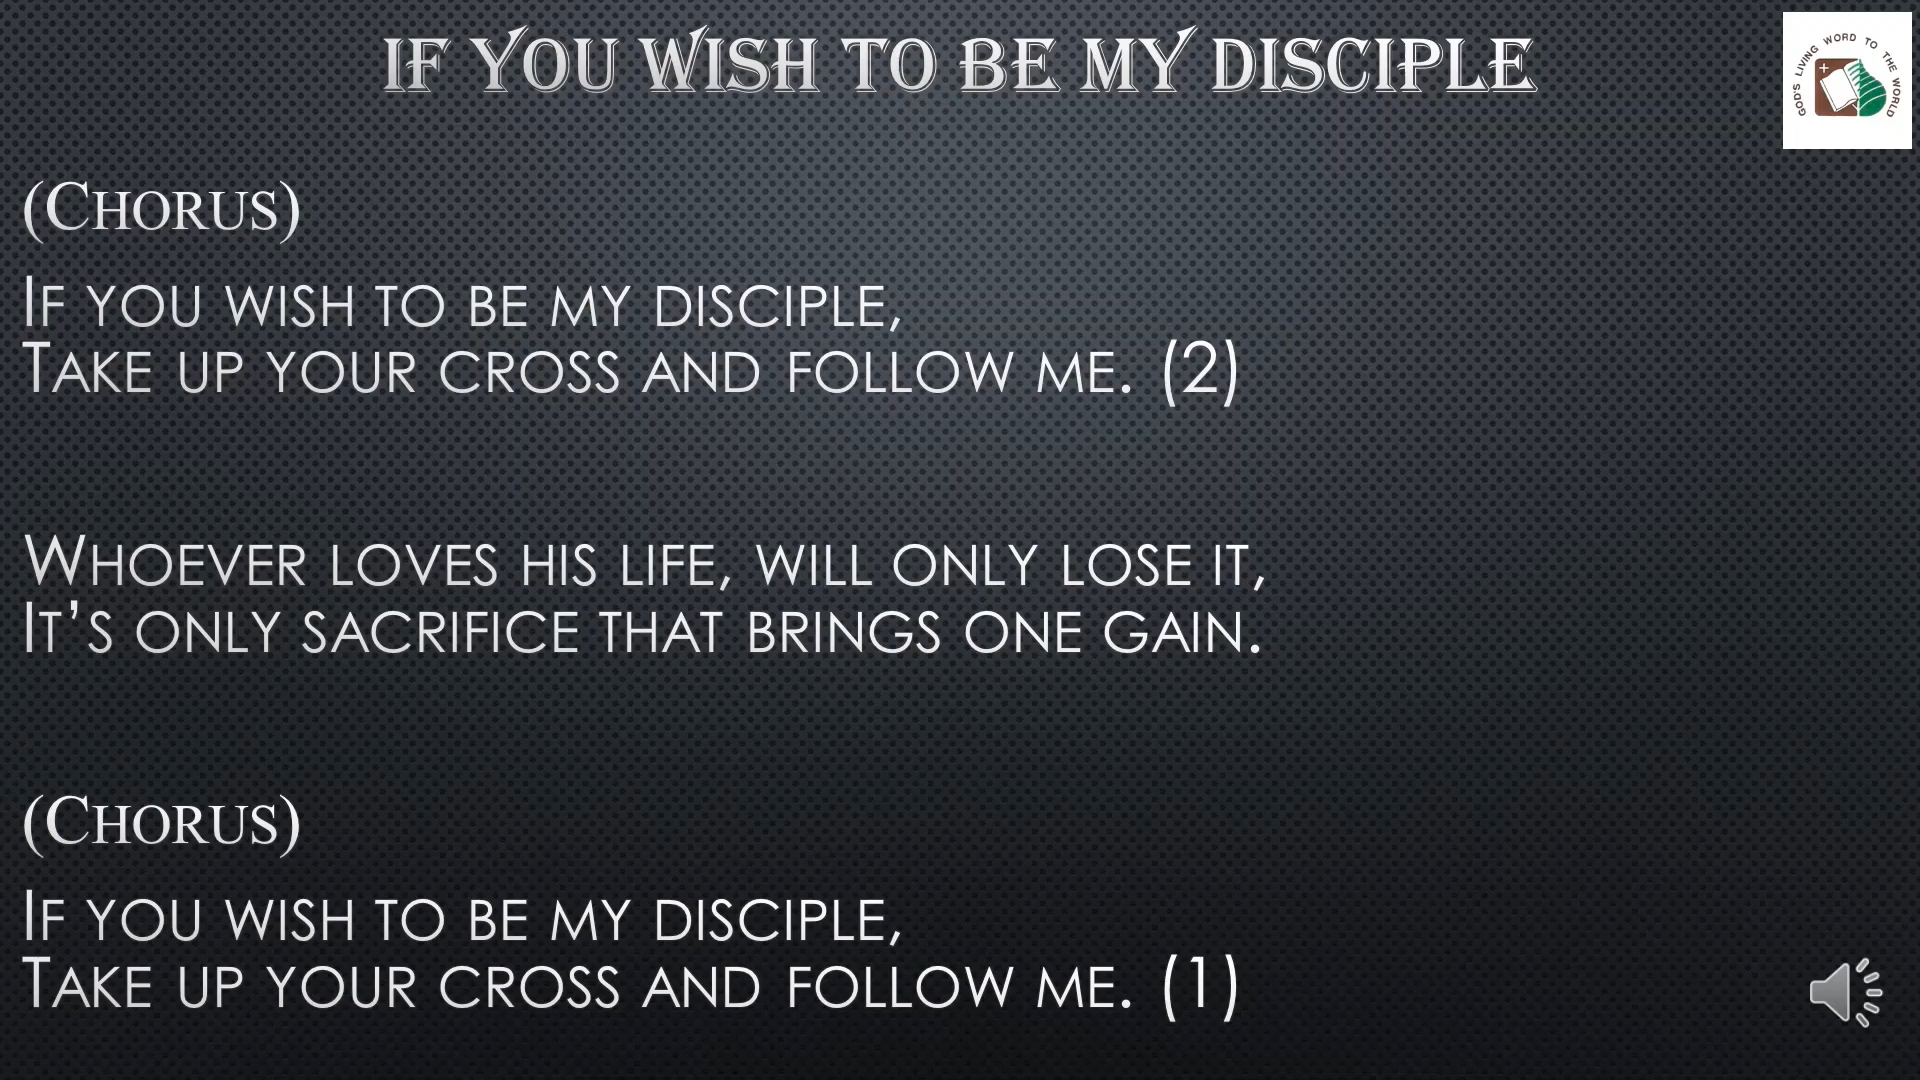 IF YOU WISH TO BE MY DISCIPLE
GOD'S LIVING WORD TO THE WORLD
(CHORUS)
IF YOU WISH TO BE MY DISCIPLE,
TAKE UP YOUR CROSS AND FOLLOW ME. (2)
WHOEVER LOVES HIS LIFE, WILL ONLY LOSE IT,
IT’S ONLY SACRIFICE THAT BRINGS ONE GAIN.
(CHORUS)
IF YOU WISH TO BE MY DISCIPLE,
TAKE UP YOUR CROSS AND FOLLOW ME. (1)